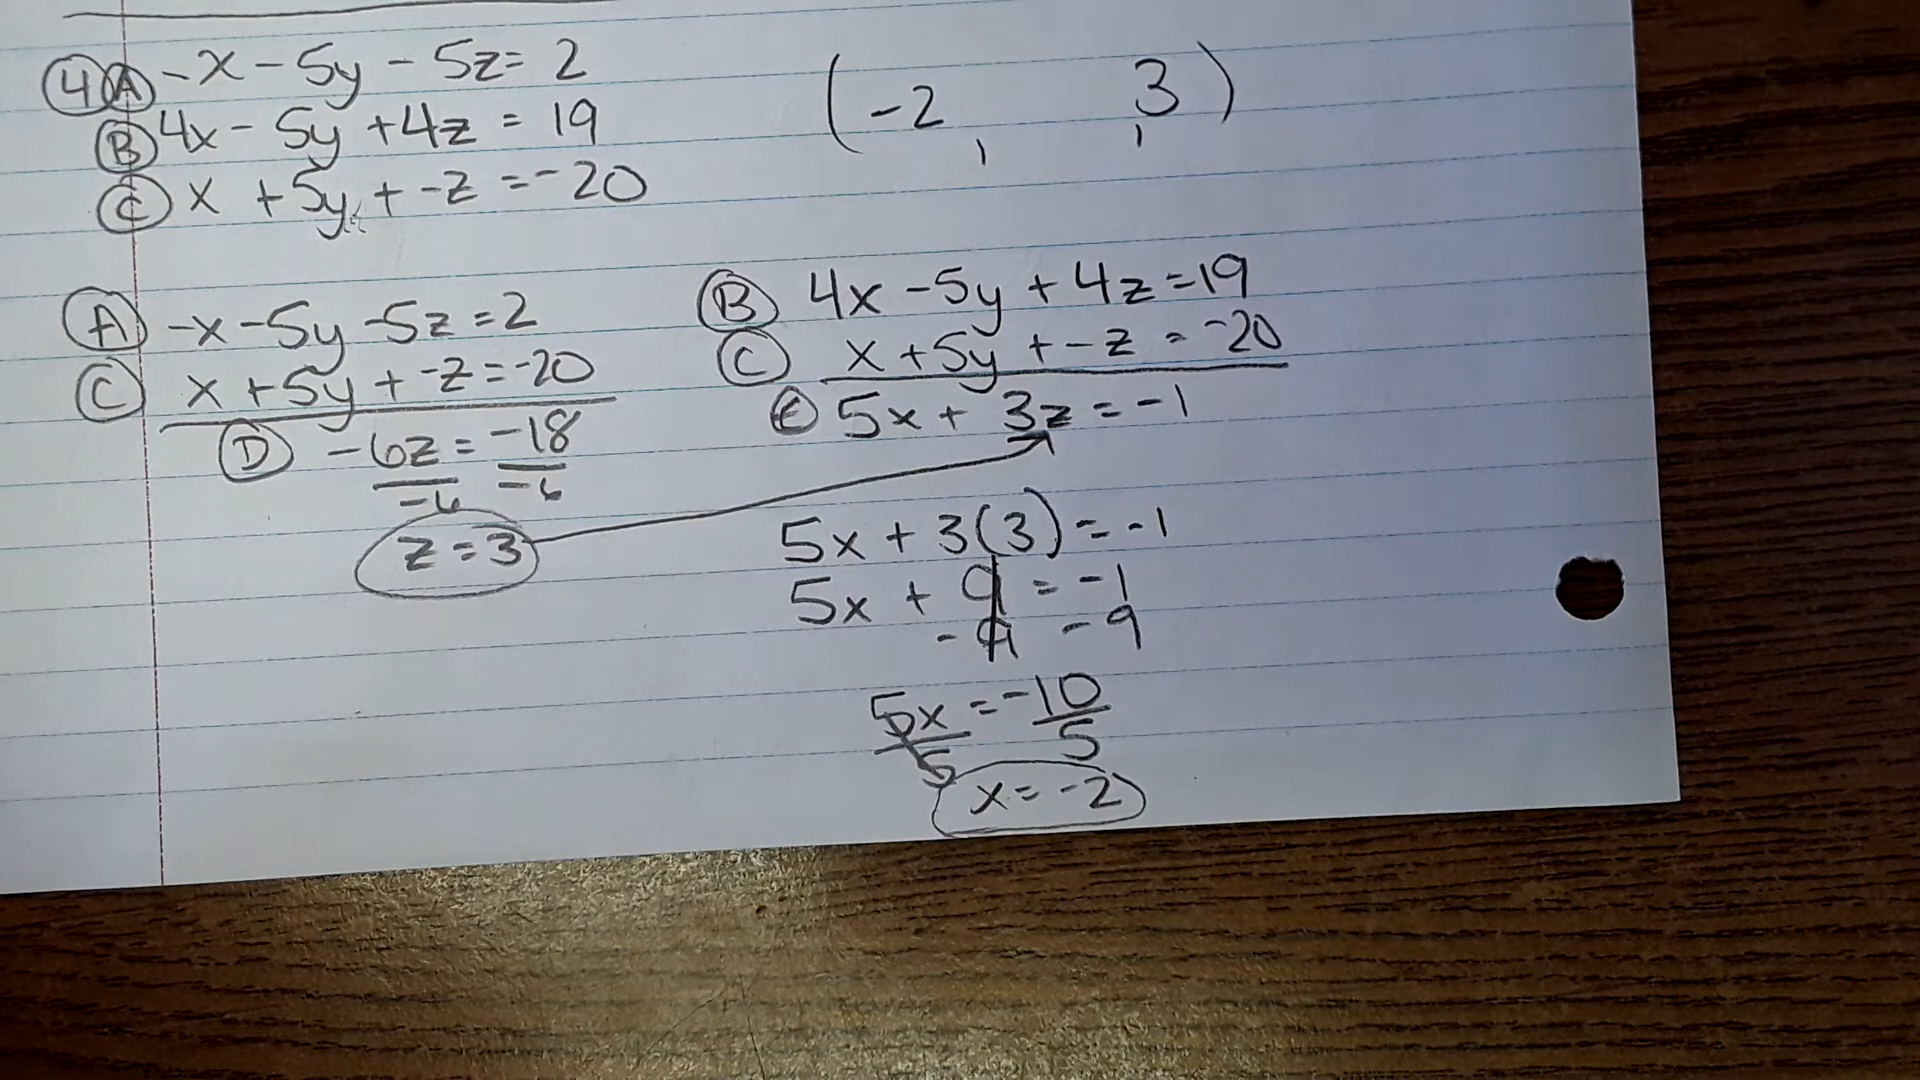 ④ Ⓐ -x - 5y - 5z = 2
Ⓑ 4x - 5y + 4z = 19
Ⓒ x + 5y + -z = -20
(-2 , 3 , )
Ⓐ -x - 5y - 5z = 2
Ⓒ x + 5y + -z = -20
Ⓓ -6z = -18
-6 -6
z = 3
Ⓑ 4x - 5y + 4z = 19
Ⓒ x + 5y + -z = -20
Ⓔ 5x + 3z = -1
5x + 3(3) = -1
5x + 9 = -1
-9 -9
5x = -10
5 5
x = -2